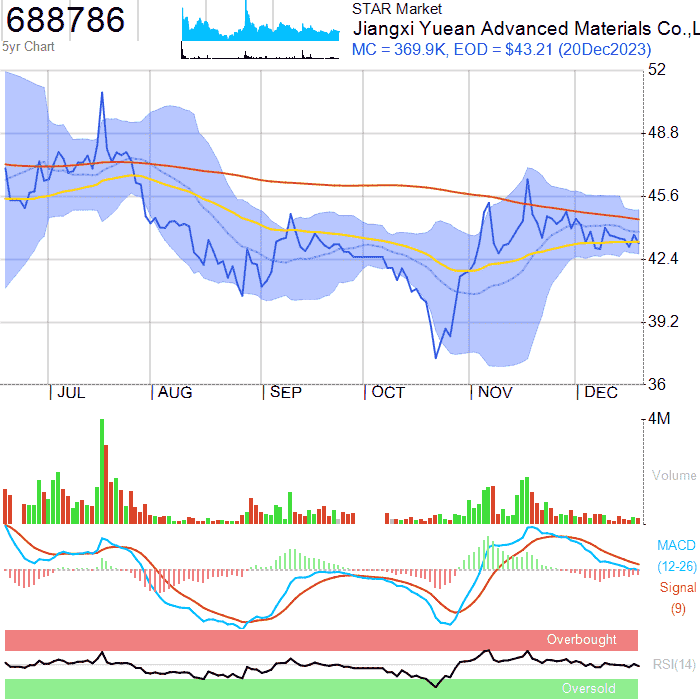 688786
5yr Chart
STAR Market
Jiangxi Yuean Advanced Materials Co.,L
MC = 369.9K, EOD = $43.21 (20Dec2023)
52
48.8
45.6
42.4
39.2
36
JUL AUG SEP OCT NOV DEC
4M
Volume
MACD
(12-26)
Signal
(9)
Overbought
RSI(14)
Oversold